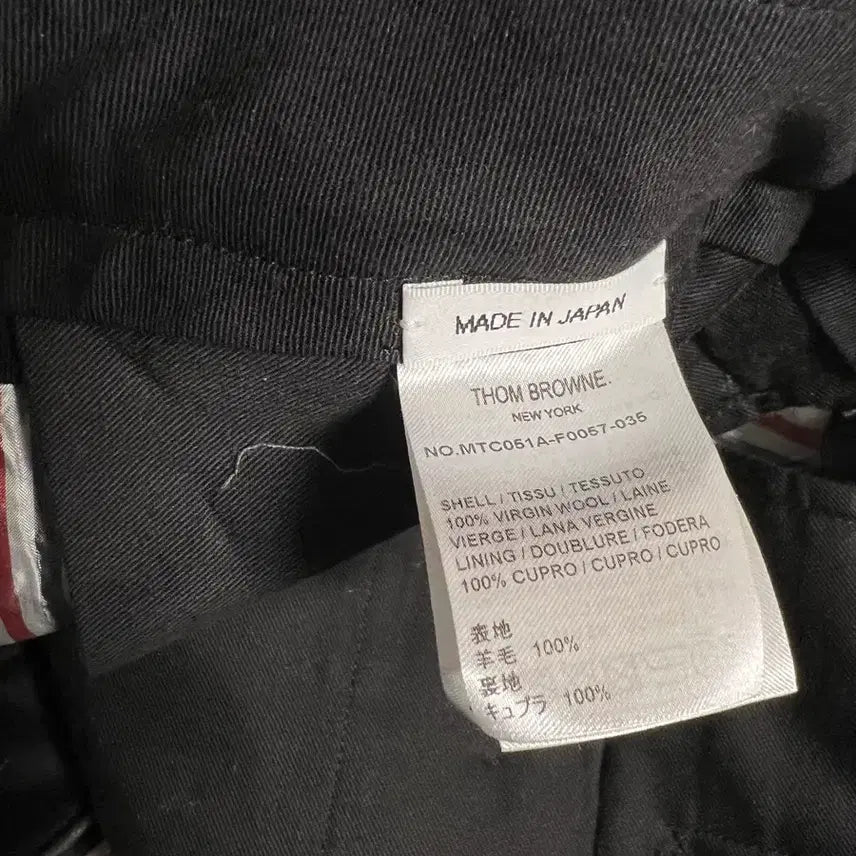 MADE IN JAPAN
THOM BROWNE.
NEW YORK
NO.MTC051A-F0057-035
SHELL / TISSU / TESSUTO
100% VIRGIN WOOL / LAINE
VIERGE / LANA VERGINE
LINING / DOUBLURE / FODERA
100% CUPRO / CUPRO / CUPRO
表地
羊毛 100%
裏地
キュプラ 100%